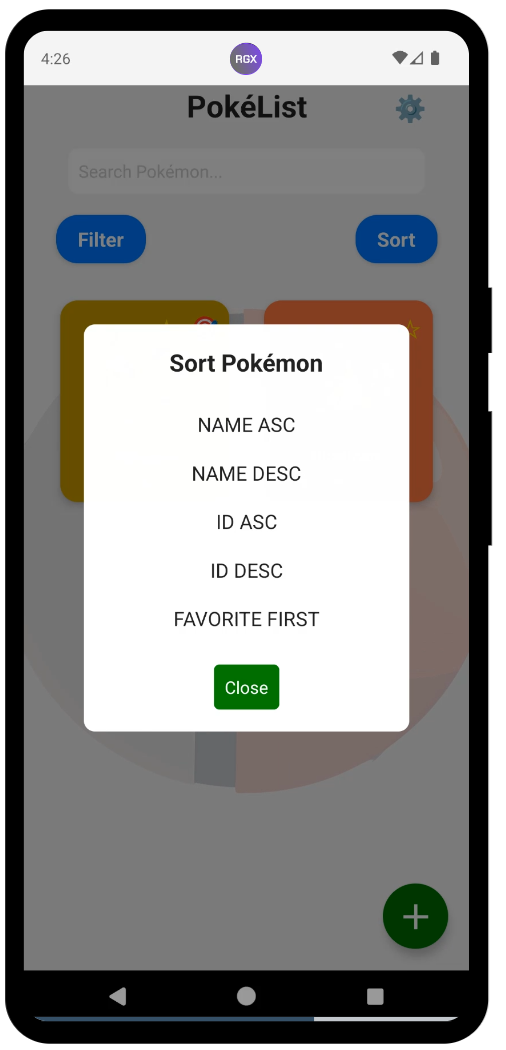 4:26
RGX
PokéList
Search Pokémon...
Filter
Sort
Sort Pokémon
NAME ASC
NAME DESC
ID ASC
ID DESC
FAVORITE FIRST
Close